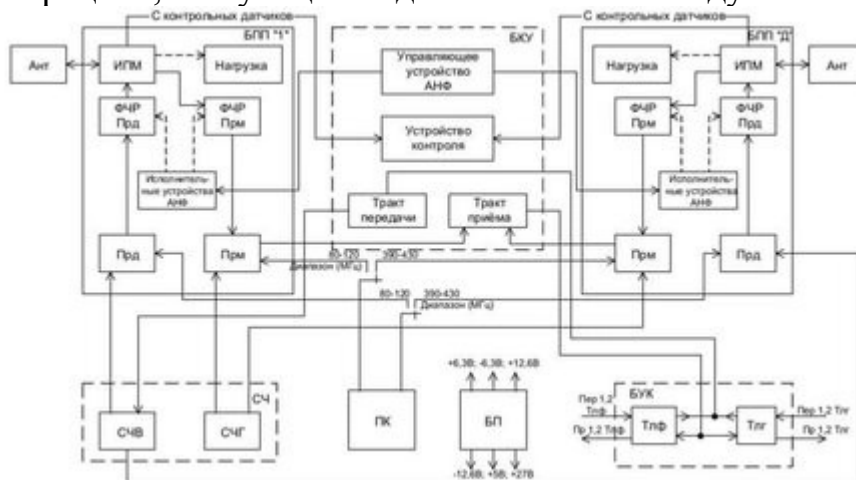 С контрольных датчиков
С контрольных датчиков
БПП "1"
БКУ
БПП "Д"
Ант
ИПМ
Нагрузка
Управляющее
устройство
АНФ
Нагрузка
ИПМ
Ант
ФЧР
Прд
ФЧР
Прм
Устройство
контроля
ФЧР
Прм
ФЧР
Прд
Исполнитель-
ные устройства
АНФ
Исполнитель-
ные устройства
АНФ
Тракт
передачи
Тракт
приёма
Прд
Прм
Прм
Прд
80-120
390-430
Диапазон (МГц)
80-120
390-430
Диапазон (МГц)
СЧ
СЧВ
СЧГ
ПК
+6,3В
-6,3В
+12,6В
БП
-12,6В
+5В
+27В
БУК
Пер 1,2
Тлф
Пр 1,2 Тлф
Тлф
Тлг
Пер 1,2 Тлг
Пр 1,2 Тлг